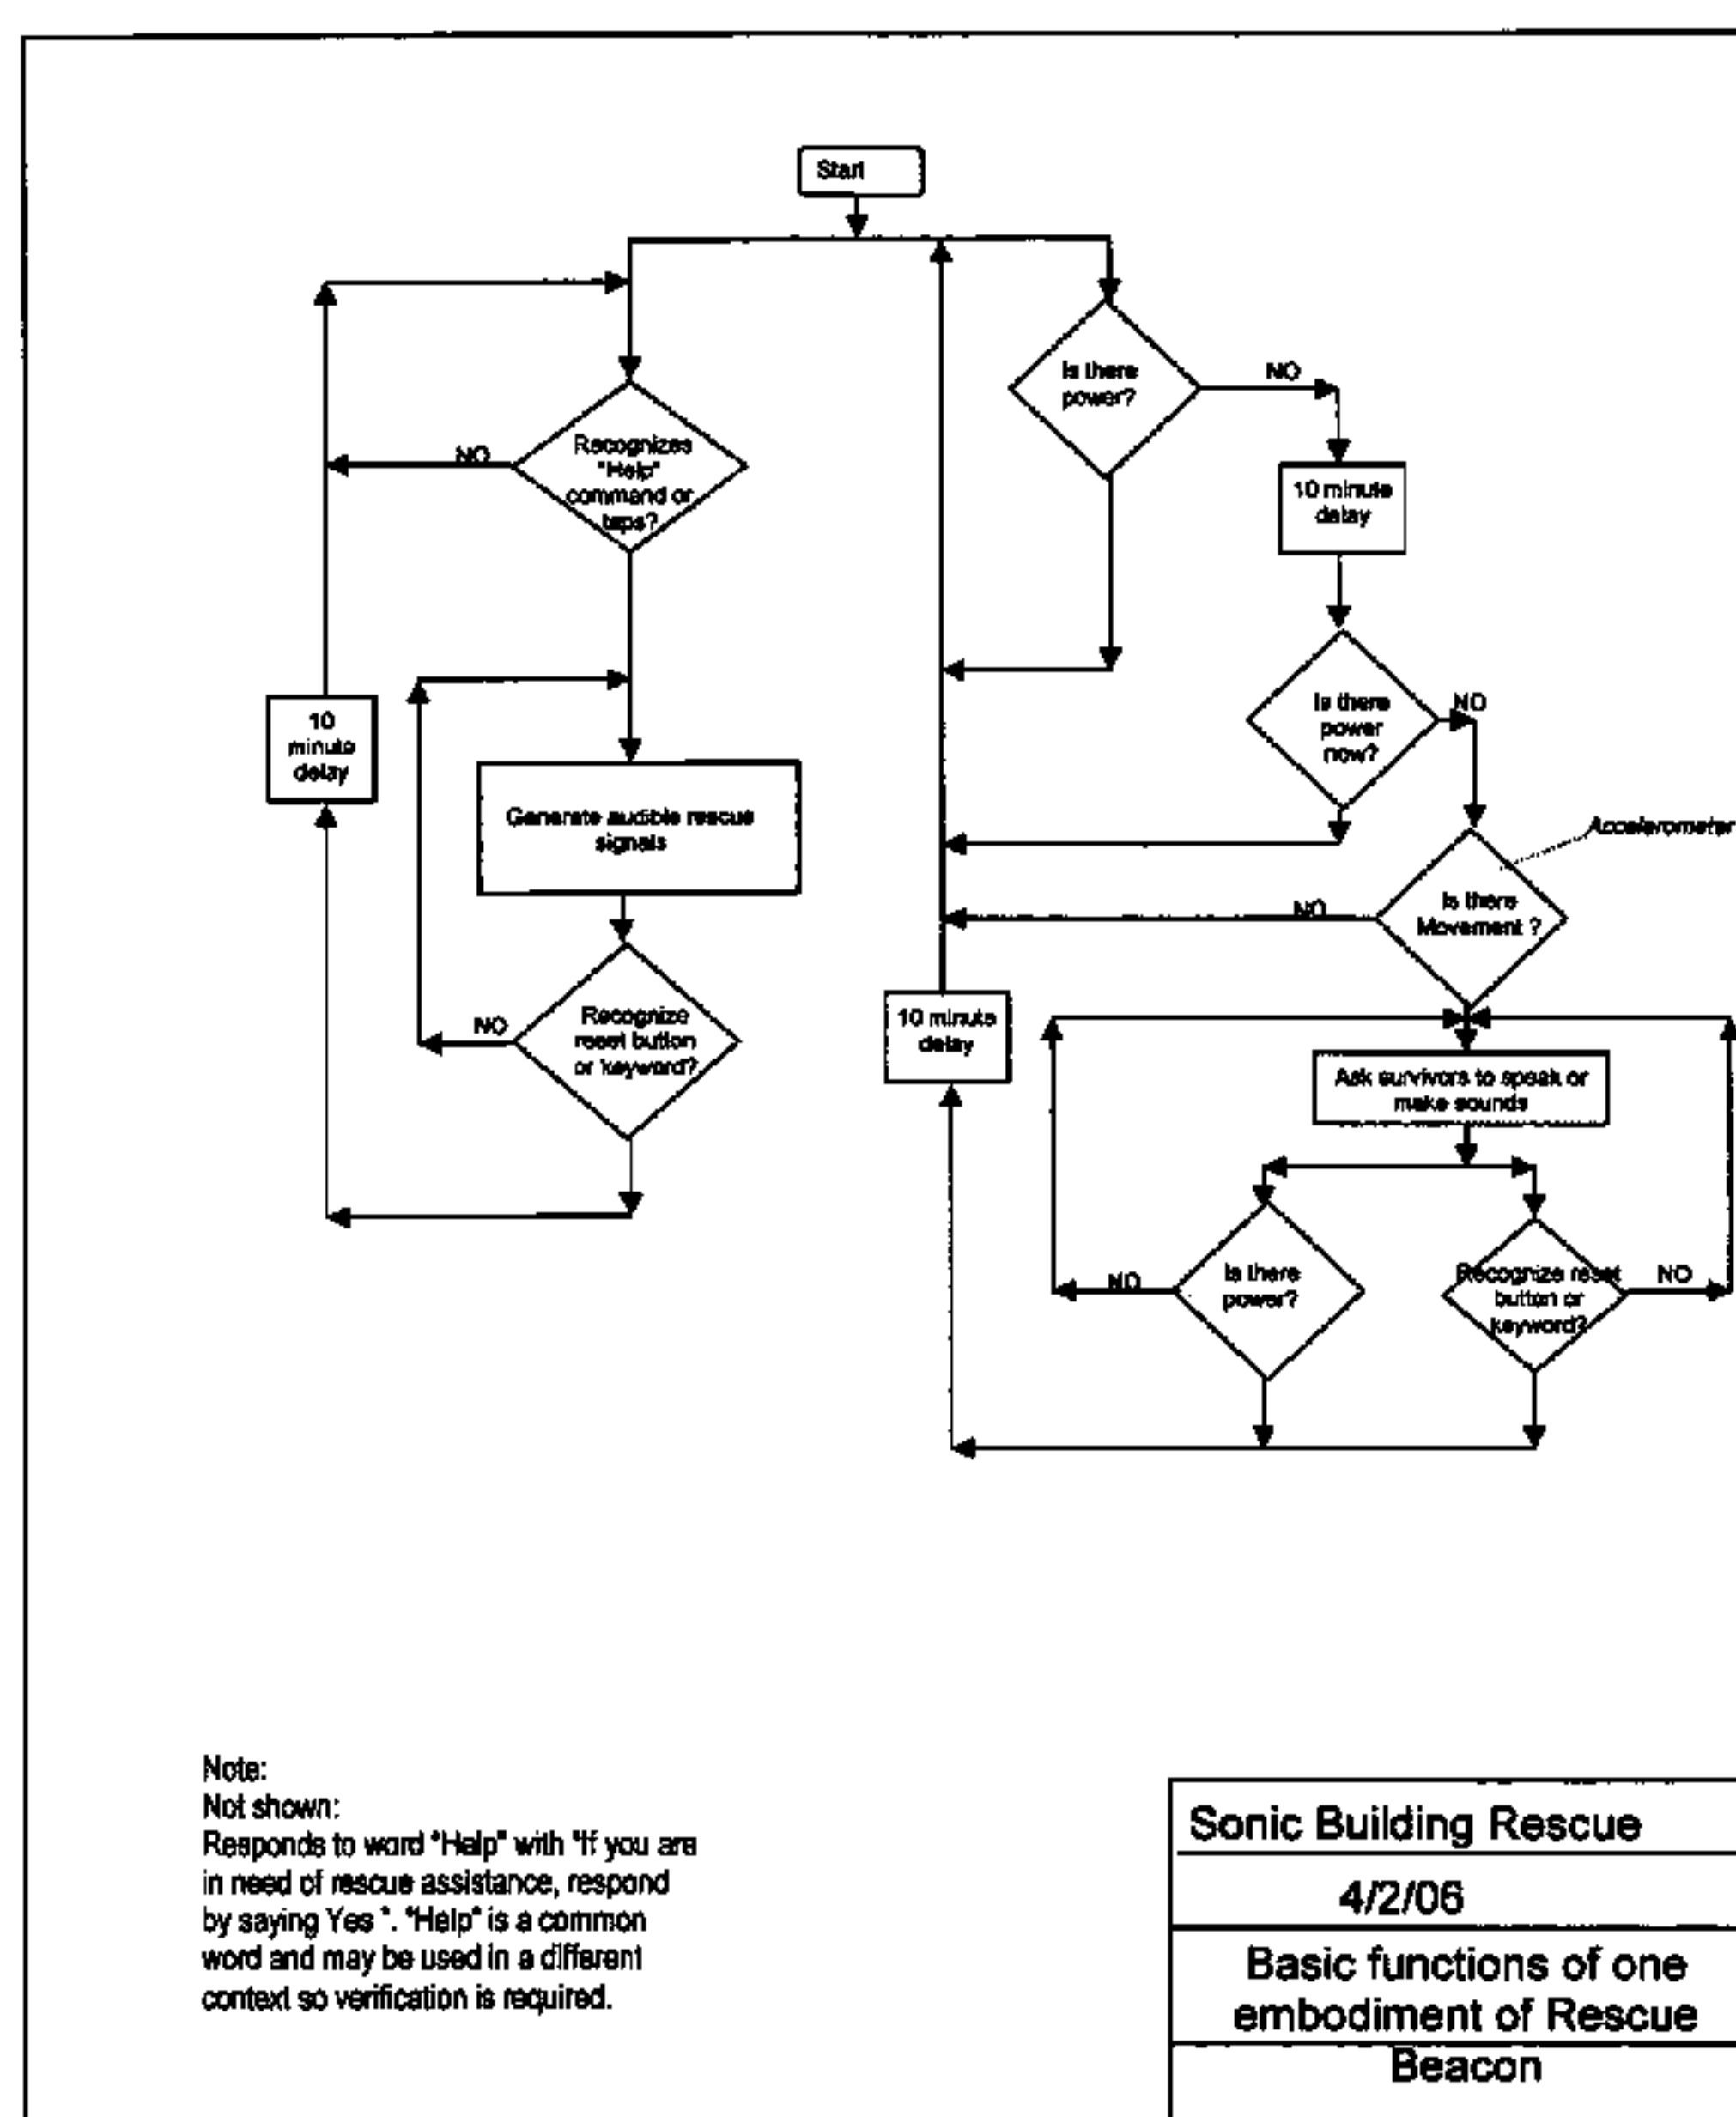 Start
Is there
power?
NO
10 minute
delay
Recognizes
"Help"
command or
taps?
NO
Is there
power
now?
NO
10
minute
delay
Generate audible rescue
signals
Accelerometer
Is there
Movement ?
NO
Recognize
reset button
or keyword?
NO
10 minute
delay
Ask survivors to speak or
make sounds
Is there
power?
NO
Recognize reset
button or
keyword?
NO
Note:
Not shown:
Responds to word "Help" with "If you are
in need of rescue assistance, respond
by saying Yes ". "Help" is a common
word and may be used in a different
context so verification is required.
Sonic Building Rescue
4/2/06
Basic functions of one
embodiment of Rescue
Beacon